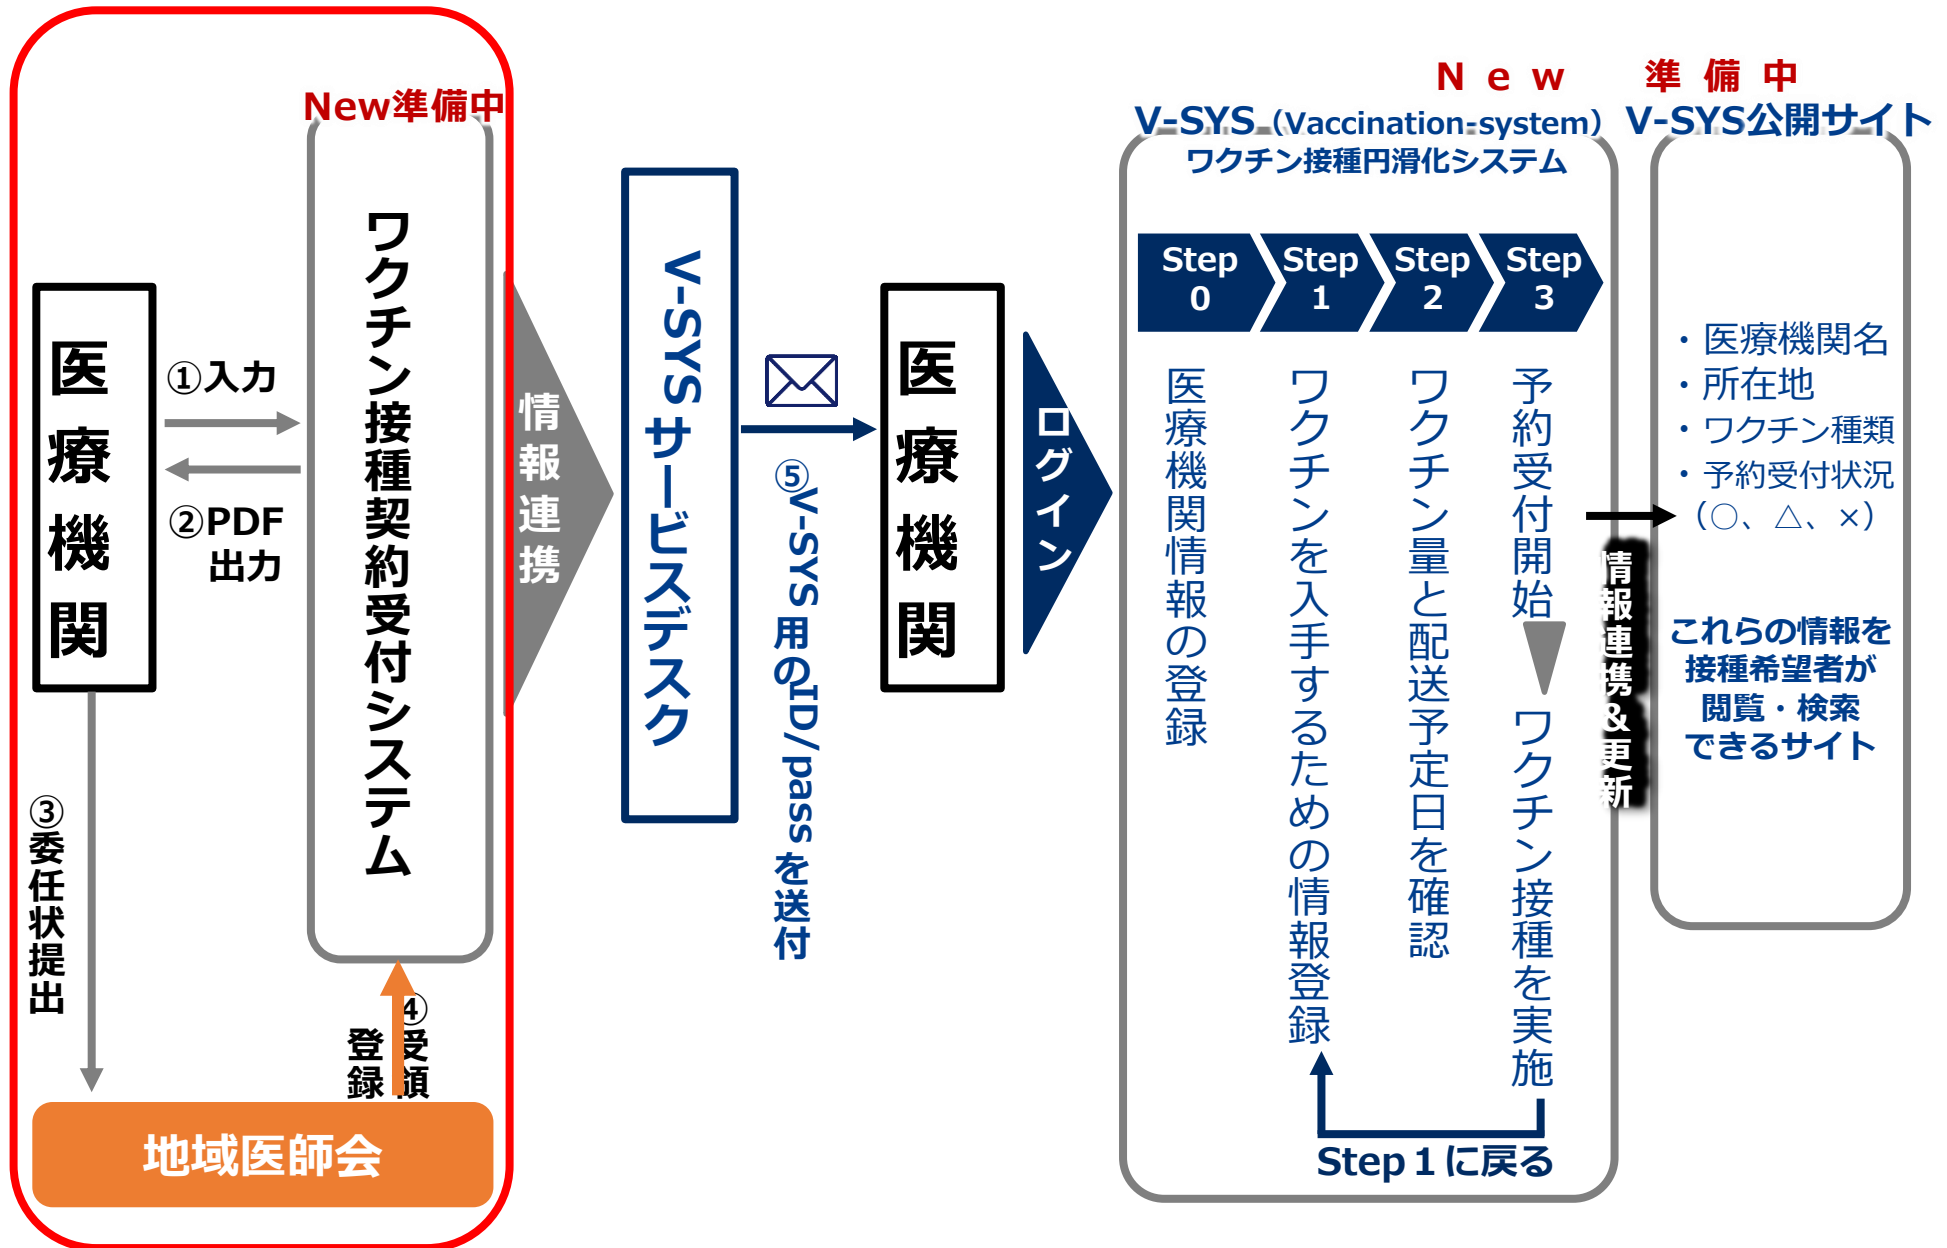 New準備中
医療機関
①入力
②PDF
出力
ワクチン接種契約受付システム
③委任状提出
④受領
登録
地域医師会
情報連携
V-SYSサービスデスク
⑤V-SYS用のID/passを送付
医療機関
ログイン
New 準備中
V-SYS（Vaccination-system）
ワクチン接種円滑化システム
Step
0
Step
1
Step
2
Step
3
医療機関情報の登録
ワクチンを入手するための情報登録
ワクチン量と配送予定日を確認
予約受付開始
ワクチン接種を実施
Step１に戻る
情報連携&更新
V-SYS公開サイト
・医療機関名
・所在地
・ワクチン種類
・予約受付状況
（○、△、×）
これらの情報を
接種希望者が
閲覧・検索
できるサイト